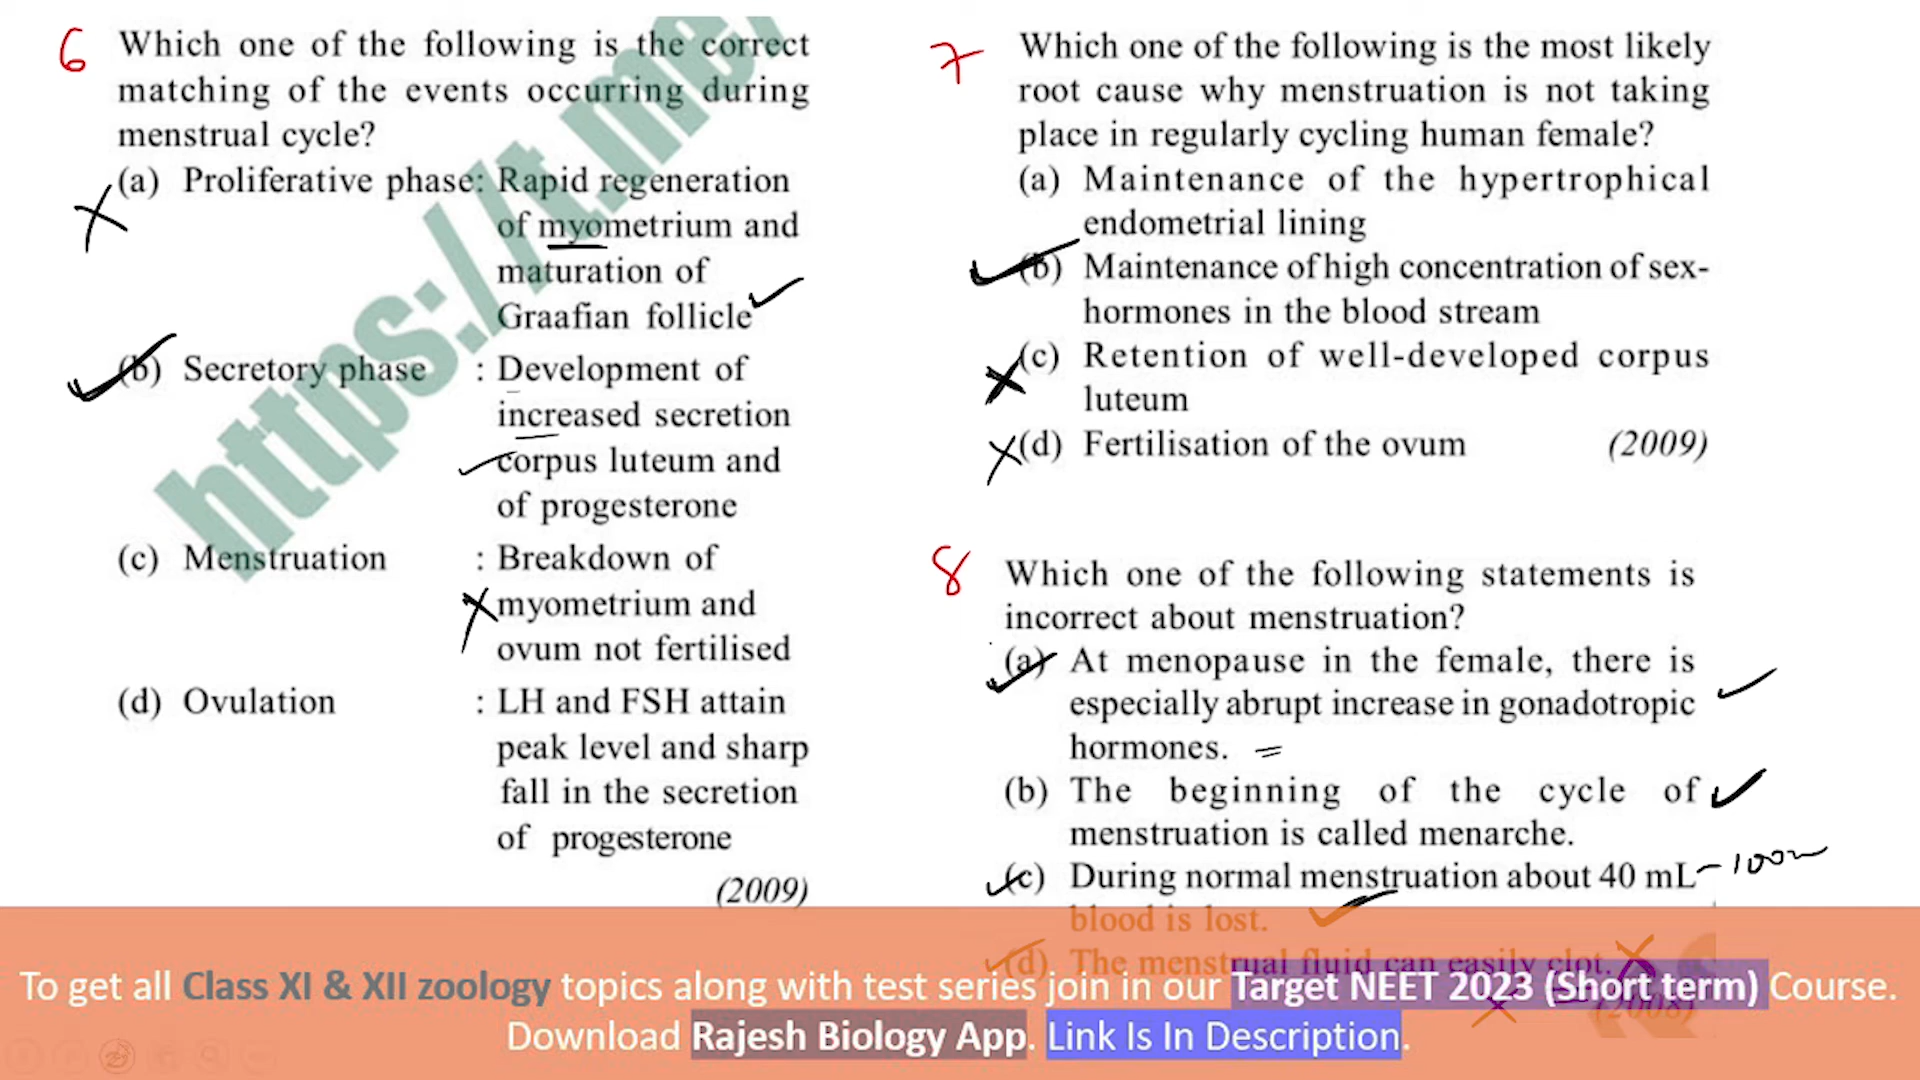 6 Which one of the following is the correct
matching of the events occurring during
menstrual cycle?
(a) Proliferative phase: Rapid regeneration
of myometrium and
maturation of
Graafian follicle
(b) Secretory phase : Development of
increased secretion
corpus luteum and
of progesterone
(c) Menstruation : Breakdown of
myometrium and
ovum not fertilised
(d) Ovulation : LH and FSH attain
peak level and sharp
fall in the secretion
of progesterone
(2009)
https://t.me/
7 Which one of the following is the most likely
root cause why menstruation is not taking
place in regularly cycling human female?
(a) Maintenance of the hypertrophical
endometrial lining
(b) Maintenance of high concentration of sex-
hormones in the blood stream
(c) Retention of well-developed corpus
luteum
(d) Fertilisation of the ovum (2009)
8 Which one of the following statements is
incorrect about menstruation?
(a) At menopause in the female, there is
especially abrupt increase in gonadotropic
hormones.
(b) The beginning of the cycle of
menstruation is called menarche.
(c) During normal menstruation about 40 mL
blood is lost.
(d) The menstrual fluid can easily clot.
(2008)
To get all Class XI & XII zoology topics along with test series join in our Target NEET 2023 (Short term) Course.
Download Rajesh Biology App. Link Is In Description.